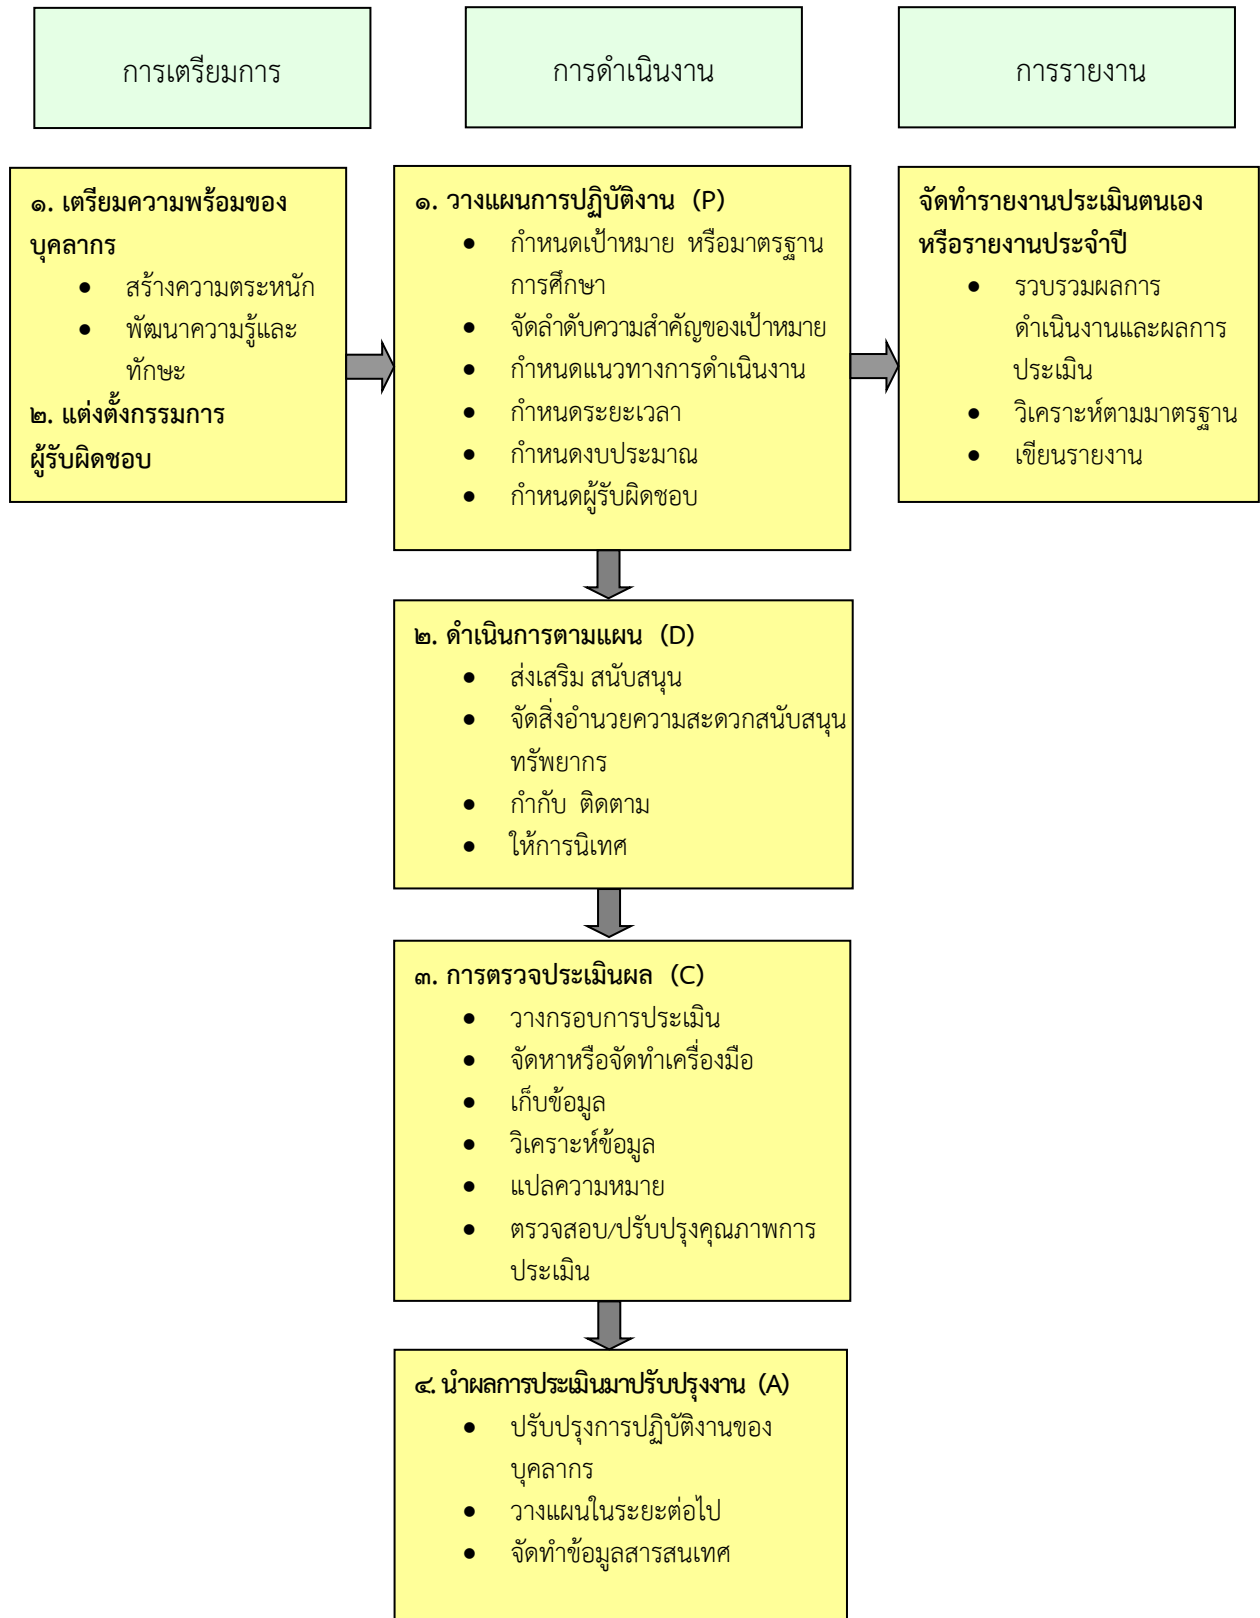 การเตรียมการ
การดำเนินงาน
การรายงาน
๑. เตรียมความพร้อมของ
บุคลากร
● สร้างความตระหนัก
● พัฒนาความรู้และ
ทักษะ
๒. แต่งตั้งกรรมการ
ผู้รับผิดชอบ
๑. วางแผนการปฏิบัติงาน (P)
● กำหนดเป้าหมาย หรือมาตรฐาน
การศึกษา
● จัดลำดับความสำคัญของเป้าหมาย
● กำหนดแนวทางการดำเนินงาน
● กำหนดระยะเวลา
● กำหนดงบประมาณ
● กำหนดผู้รับผิดชอบ
จัดทำรายงานประเมินตนเอง
หรือรายงานประจำปี
● รวบรวมผลการ
ดำเนินงานและผลการ
ประเมิน
● วิเคราะห์ตามมาตรฐาน
● เขียนรายงาน
๒. ดำเนินการตามแผน (D)
● ส่งเสริม สนับสนุน
● จัดสิ่งอำนวยความสะดวกสนับสนุน
ทรัพยากร
● กำกับ ติดตาม
● ให้การนิเทศ
๓. การตรวจประเมินผล (C)
● วางกรอบการประเมิน
● จัดหาหรือจัดทำเครื่องมือ
● เก็บข้อมูล
● วิเคราะห์ข้อมูล
● แปลความหมาย
● ตรวจสอบ/ปรับปรุงคุณภาพการ
ประเมิน
๔. นำผลการประเมินมาปรับปรุงงาน (A)
● ปรับปรุงการปฏิบัติงานของ
บุคลากร
● วางแผนในระยะต่อไป
● จัดทำข้อมูลสารสนเทศ